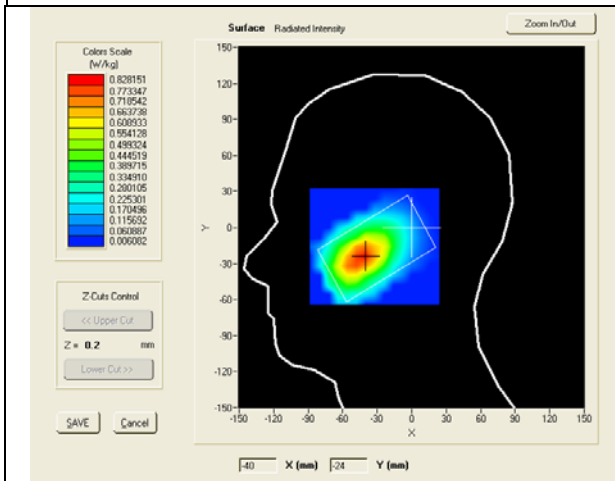 Surface Radiated Intensity
Zoom In/Out
Colors Scale
(W/kg)
0.828151
0.773347
0.718542
0.663738
0.608933
0.554128
0.499324
0.444519
0.389715
0.334910
0.280105
0.225301
0.170496
0.115692
0.060887
0.006082
Z-Cuts Control
<< Upper Cut
Z = 0.2 mm
Lower Cut >>
SAVE Cancel
150-
120-
90-
60-
30-
0-
-30-
-60-
-90-
-120-
-150-
Y
-150 -120 -90 -60 -30 0 30 60 90 120 150
X
-40 X (mm) -24 Y (mm)